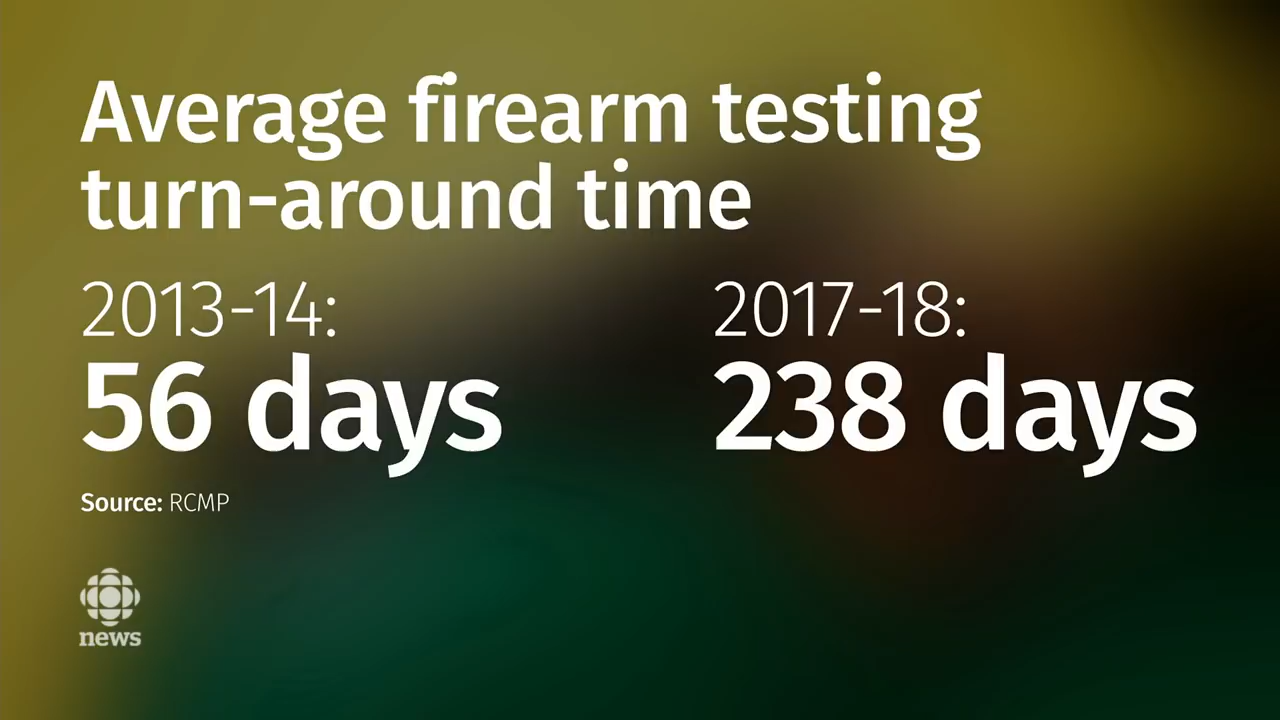 Average firearm testing
turn-around time
2013-14:
56 days
2017-18:
238 days
Source: RCMP
news